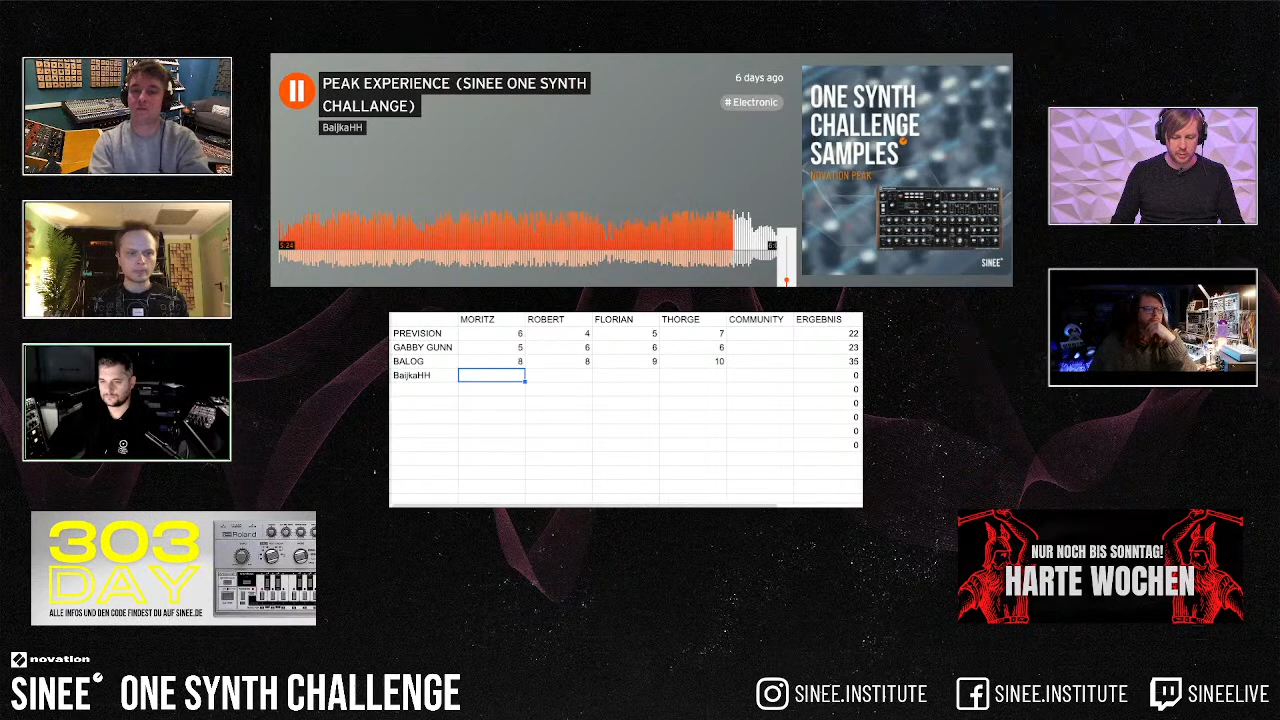 PEAK EXPERIENCE (SINEE ONE SYNTH
CHALLANGE)
BaijkaHH
6 days ago
# Electronic
5:24
ONE SYNTH
CHALLENGE
SAMPLES
NOVATION PEAK
SINEE
MORITZ ROBERT FLORIAN THORGE COMMUNITY ERGEBNIS
PREVISION 6 4 5 7 22
GABBY GUNN 5 6 6 6 23
BALOG 8 8 9 10 35
BaijkaHH 0
0
0
0
0
0
303
DAY
ALLE INFOS UND DEN CODE FINDEST DU AUF SINEE.DE
Roland
NUR NOCH BIS SONNTAG!
HARTE WOCHEN
novation
SINEE ONE SYNTH CHALLENGE
SINEE.INSTITUTE
SINEE.INSTITUTE
SINEELIVE